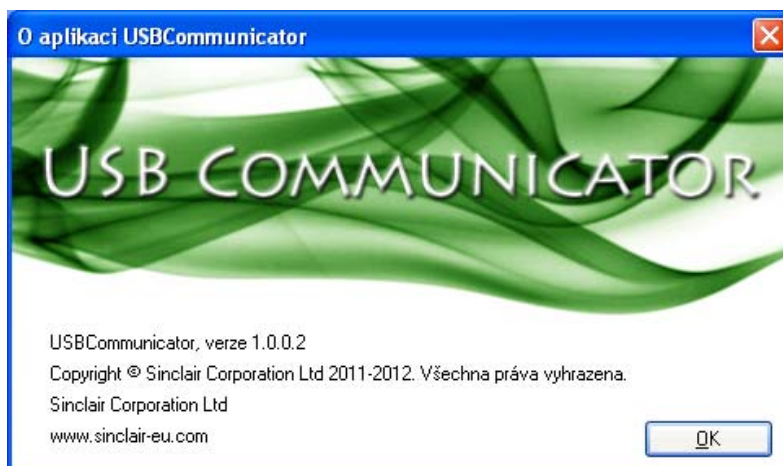 O aplikaci USBCommunicator
USB COMMUNICATOR
USBCommunicator, verze 1.0.0.2
Copyright © Sinclair Corporation Ltd 2011-2012. Všechna práva vyhrazena.
Sinclair Corporation Ltd
www.sinclair-eu.com
OK